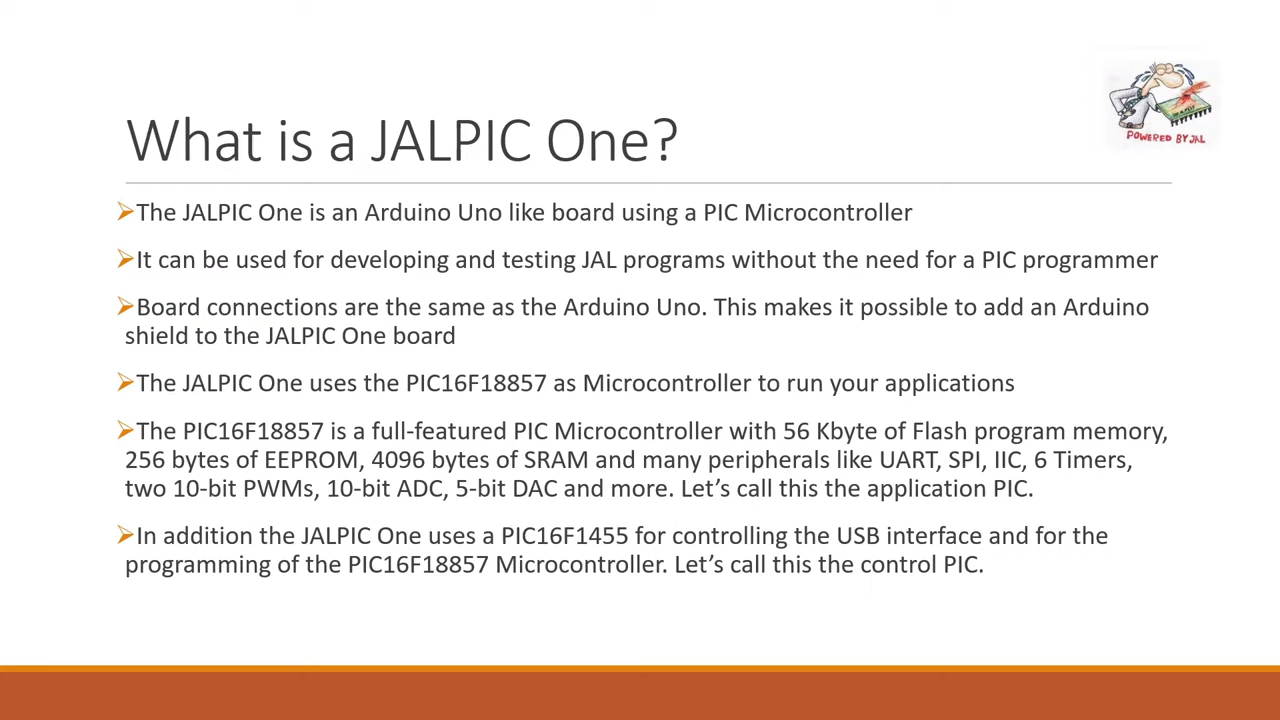 What is a JALPIC One?
POWERED BY JAL
➢The JALPIC One is an Arduino Uno like board using a PIC Microcontroller
➢It can be used for developing and testing JAL programs without the need for a PIC programmer
➢Board connections are the same as the Arduino Uno. This makes it possible to add an Arduino
shield to the JALPIC One board
➢The JALPIC One uses the PIC16F18857 as Microcontroller to run your applications
➢The PIC16F18857 is a full-featured PIC Microcontroller with 56 Kbyte of Flash program memory,
256 bytes of EEPROM, 4096 bytes of SRAM and many peripherals like UART, SPI, IIC, 6 Timers,
two 10-bit PWMs, 10-bit ADC, 5-bit DAC and more. Let’s call this the application PIC.
➢In addition the JALPIC One uses a PIC16F1455 for controlling the USB interface and for the
programming of the PIC16F18857 Microcontroller. Let’s call this the control PIC.